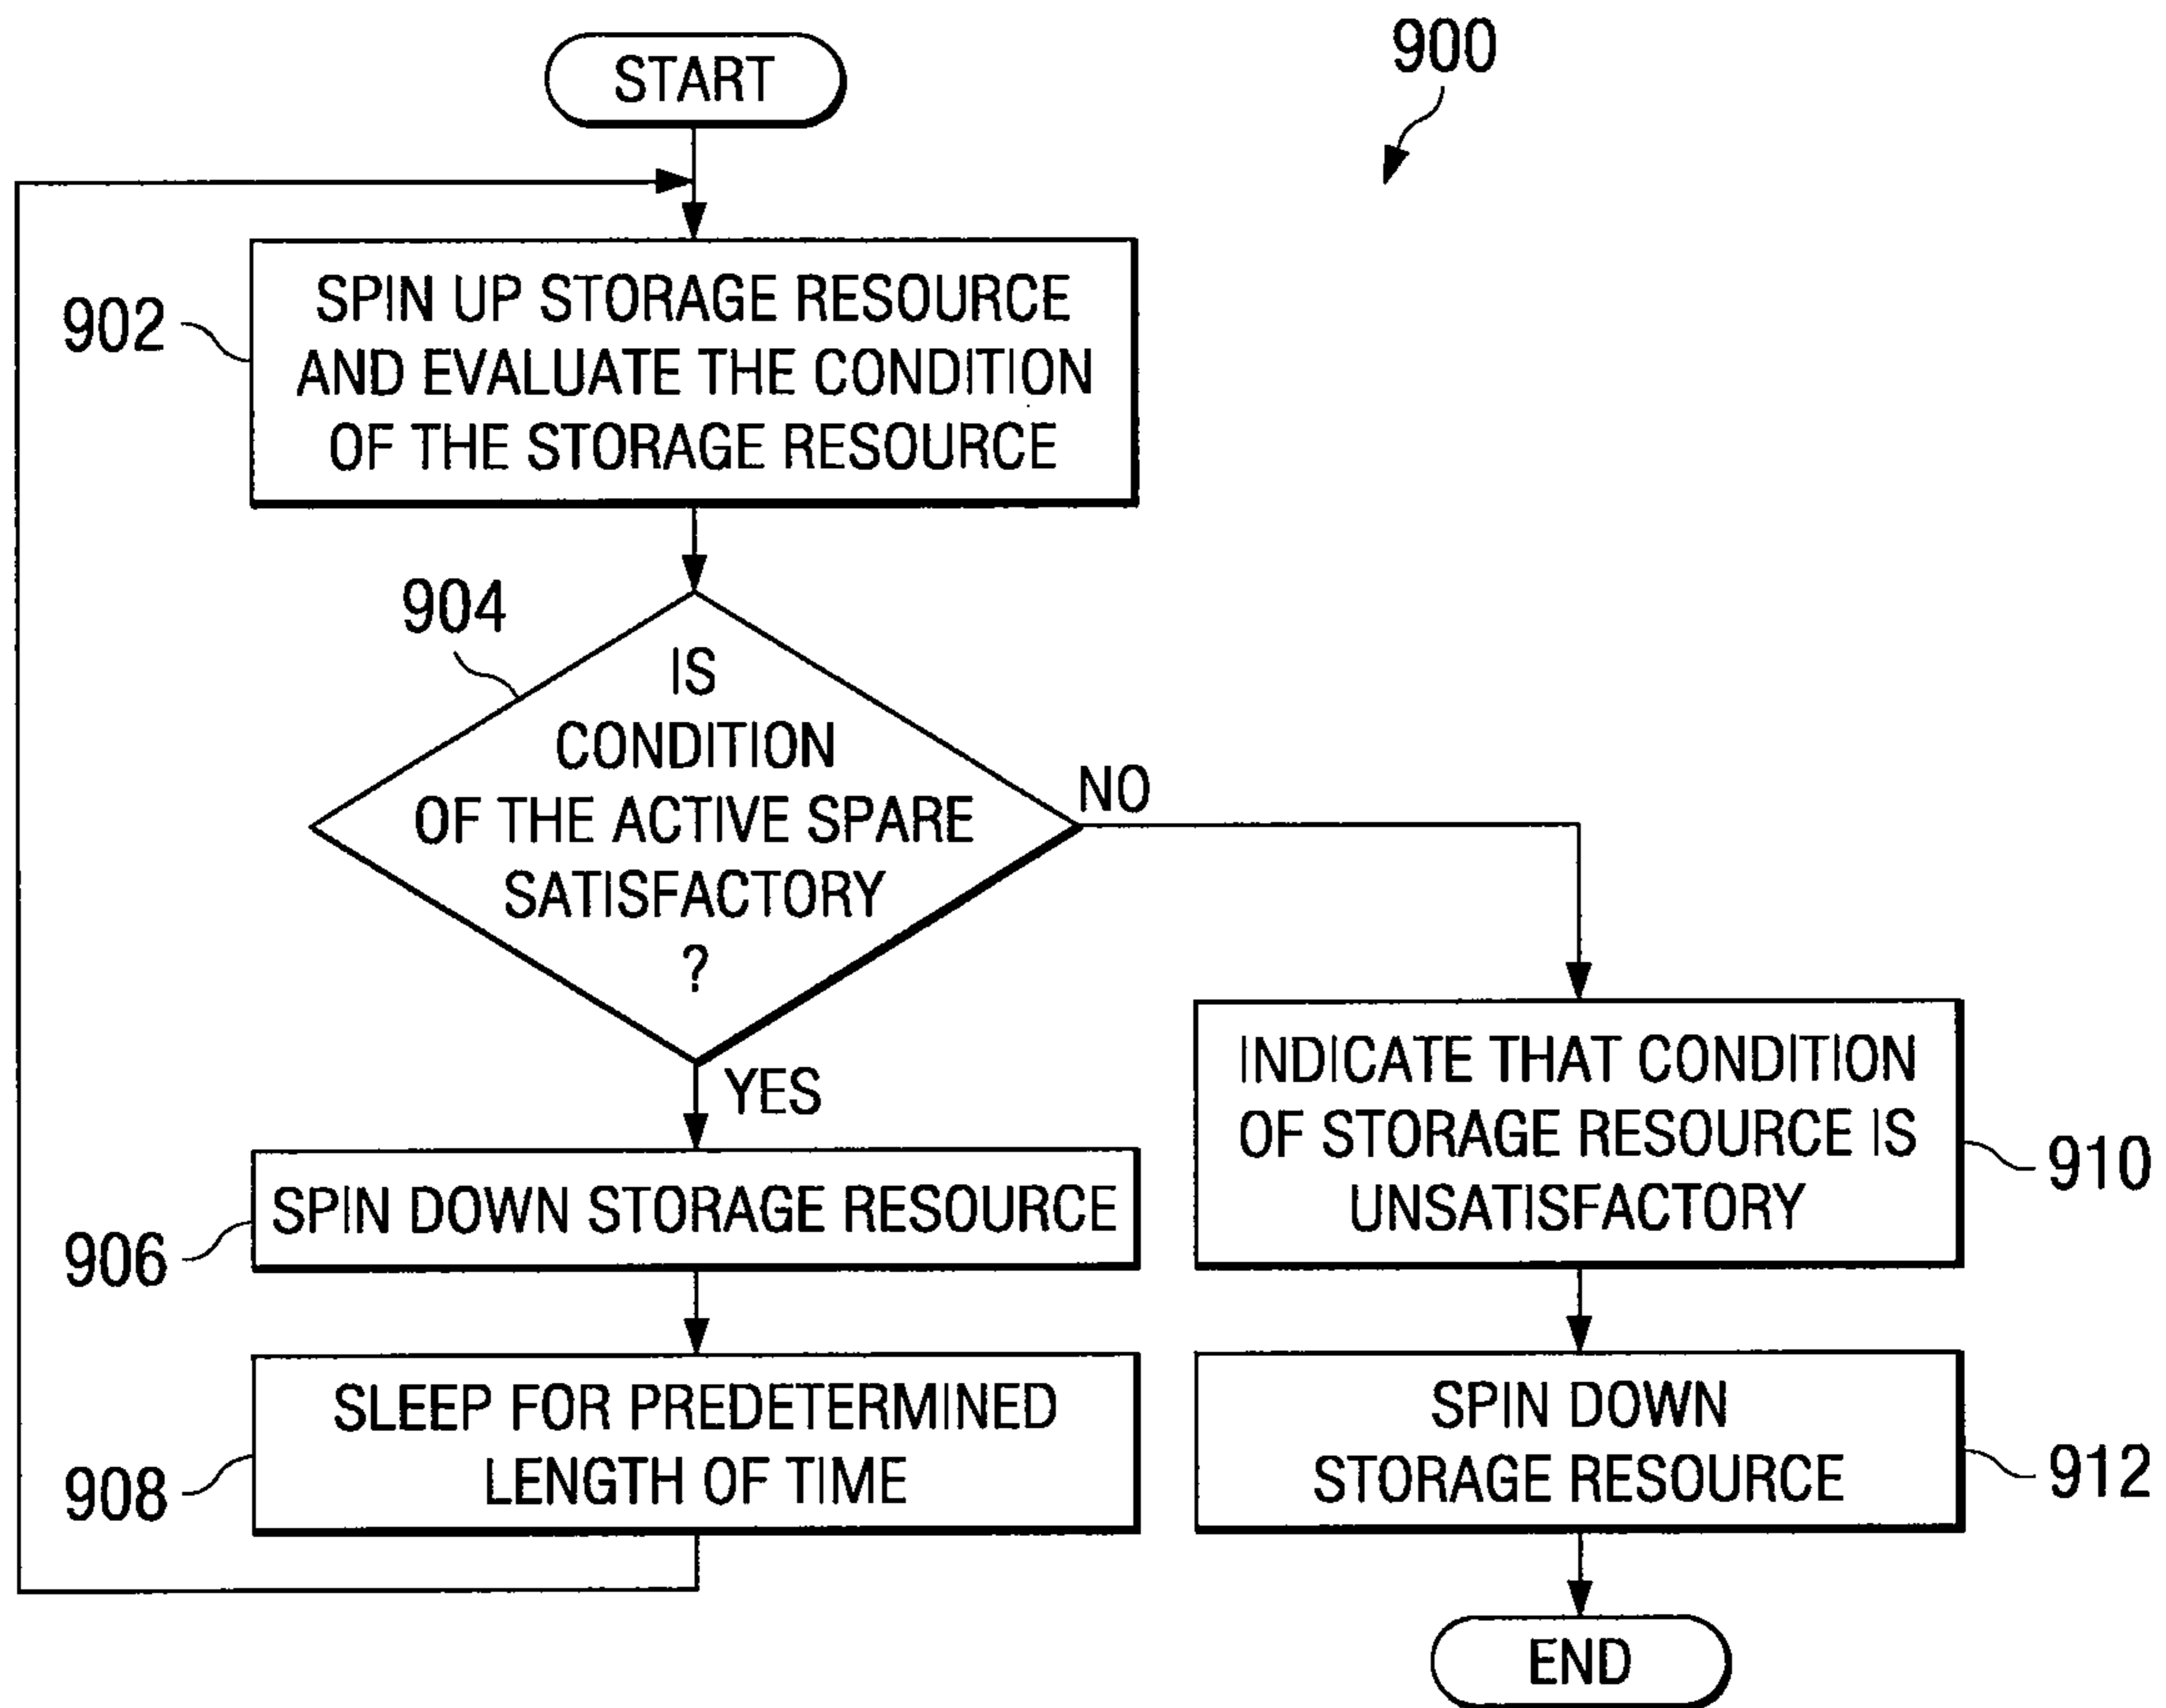 START
900
902
SPIN UP STORAGE RESOURCE
AND EVALUATE THE CONDITION
OF THE STORAGE RESOURCE
904
IS
CONDITION
OF THE ACTIVE SPARE
SATISFACTORY
?
NO
YES
906
SPIN DOWN STORAGE RESOURCE
908
SLEEP FOR PREDETERMINED
LENGTH OF TIME
INDICATE THAT CONDITION
OF STORAGE RESOURCE IS
UNSATISFACTORY
910
SPIN DOWN
STORAGE RESOURCE
912
END